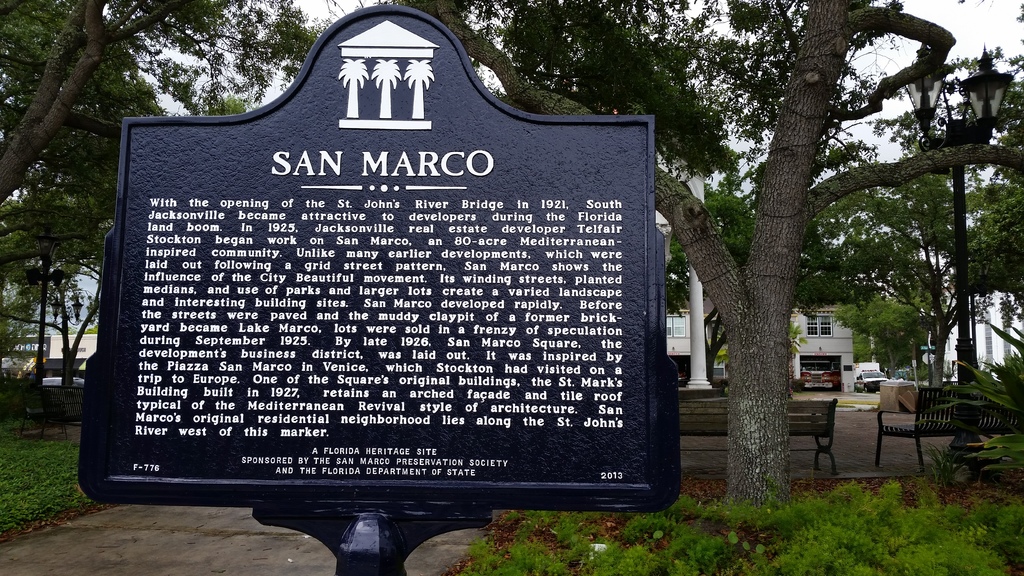 SAN MARCO
With the opening of the St. John's River Bridge in 1921, South
Jacksonville became attractive to developers during the Florida
land boom. In 1925, Jacksonville real estate developer Telfair
Stockton began work on San Marco, an 80-acre Mediterranean-
inspired community. Unlike many earlier developments, which were
laid out following a grid street pattern, San Marco shows the
influence of the City Beautiful movement. Its winding streets, planted
medians, and use of parks and larger lots create a varied landscape
and interesting building sites. San Marco developed rapidly. Before
the streets were paved and the muddy claypit of a former brick-
yard became Lake Marco, lots were sold in a frenzy of speculation
during September 1925. By late 1926, San Marco Square, the
development's business district, was laid out. It was inspired by
the Piazza San Marco in Venice, which Stockton had visited on a
trip to Europe. One of the Square's original buildings, the St. Mark's
Building built in 1927, retains an arched façade and tile roof
typical of the Mediterranean Revival style of architecture. San
Marco's original residential neighborhood lies along the St. John's
River west of this marker.
A FLORIDA HERITAGE SITE
SPONSORED BY THE SAN MARCO PRESERVATION SOCIETY
AND THE FLORIDA DEPARTMENT OF STATE
F-776
2013